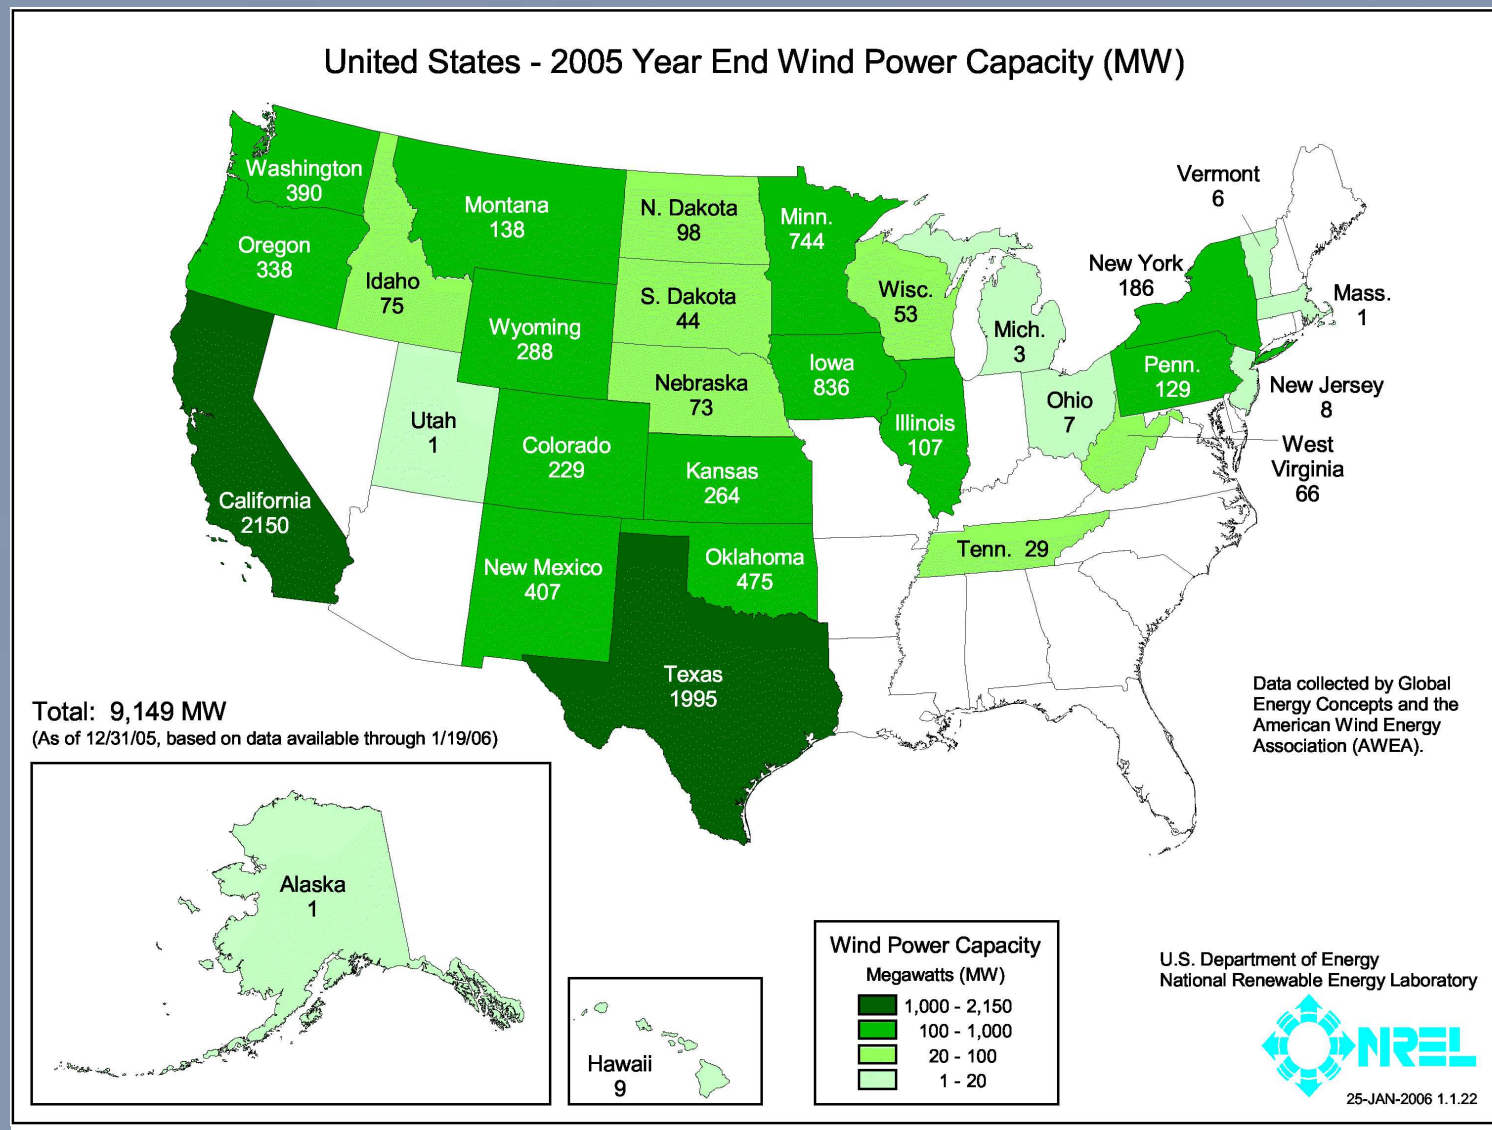 United States - 2005 Year End Wind Power Capacity (MW)
Washington
390
Oregon
338
Idaho
75
Montana
138
N. Dakota
98
Minn.
744
S. Dakota
44
Wisc.
53
Wyoming
288
Nebraska
73
Iowa
836
Illinois
107
Mich.
3
Ohio
7
Vermont
6
New York
186
Mass.
1
Penn.
129
New Jersey
8
West
Virginia
66
Utah
1
Colorado
229
Kansas
264
California
2150
New Mexico
407
Oklahoma
475
Tenn. 29
Texas
1995
Total: 9,149 MW
(As of 12/31/05, based on data available through 1/19/06)
Data collected by Global
Energy Concepts and the
American Wind Energy
Association (AWEA).
Alaska
1
Hawaii
9
Wind Power Capacity
Megawatts (MW)
1,000 - 2,150
100 - 1,000
20 - 100
1 - 20
U.S. Department of Energy
National Renewable Energy Laboratory
NREL
25-JAN-2006 1.1.22